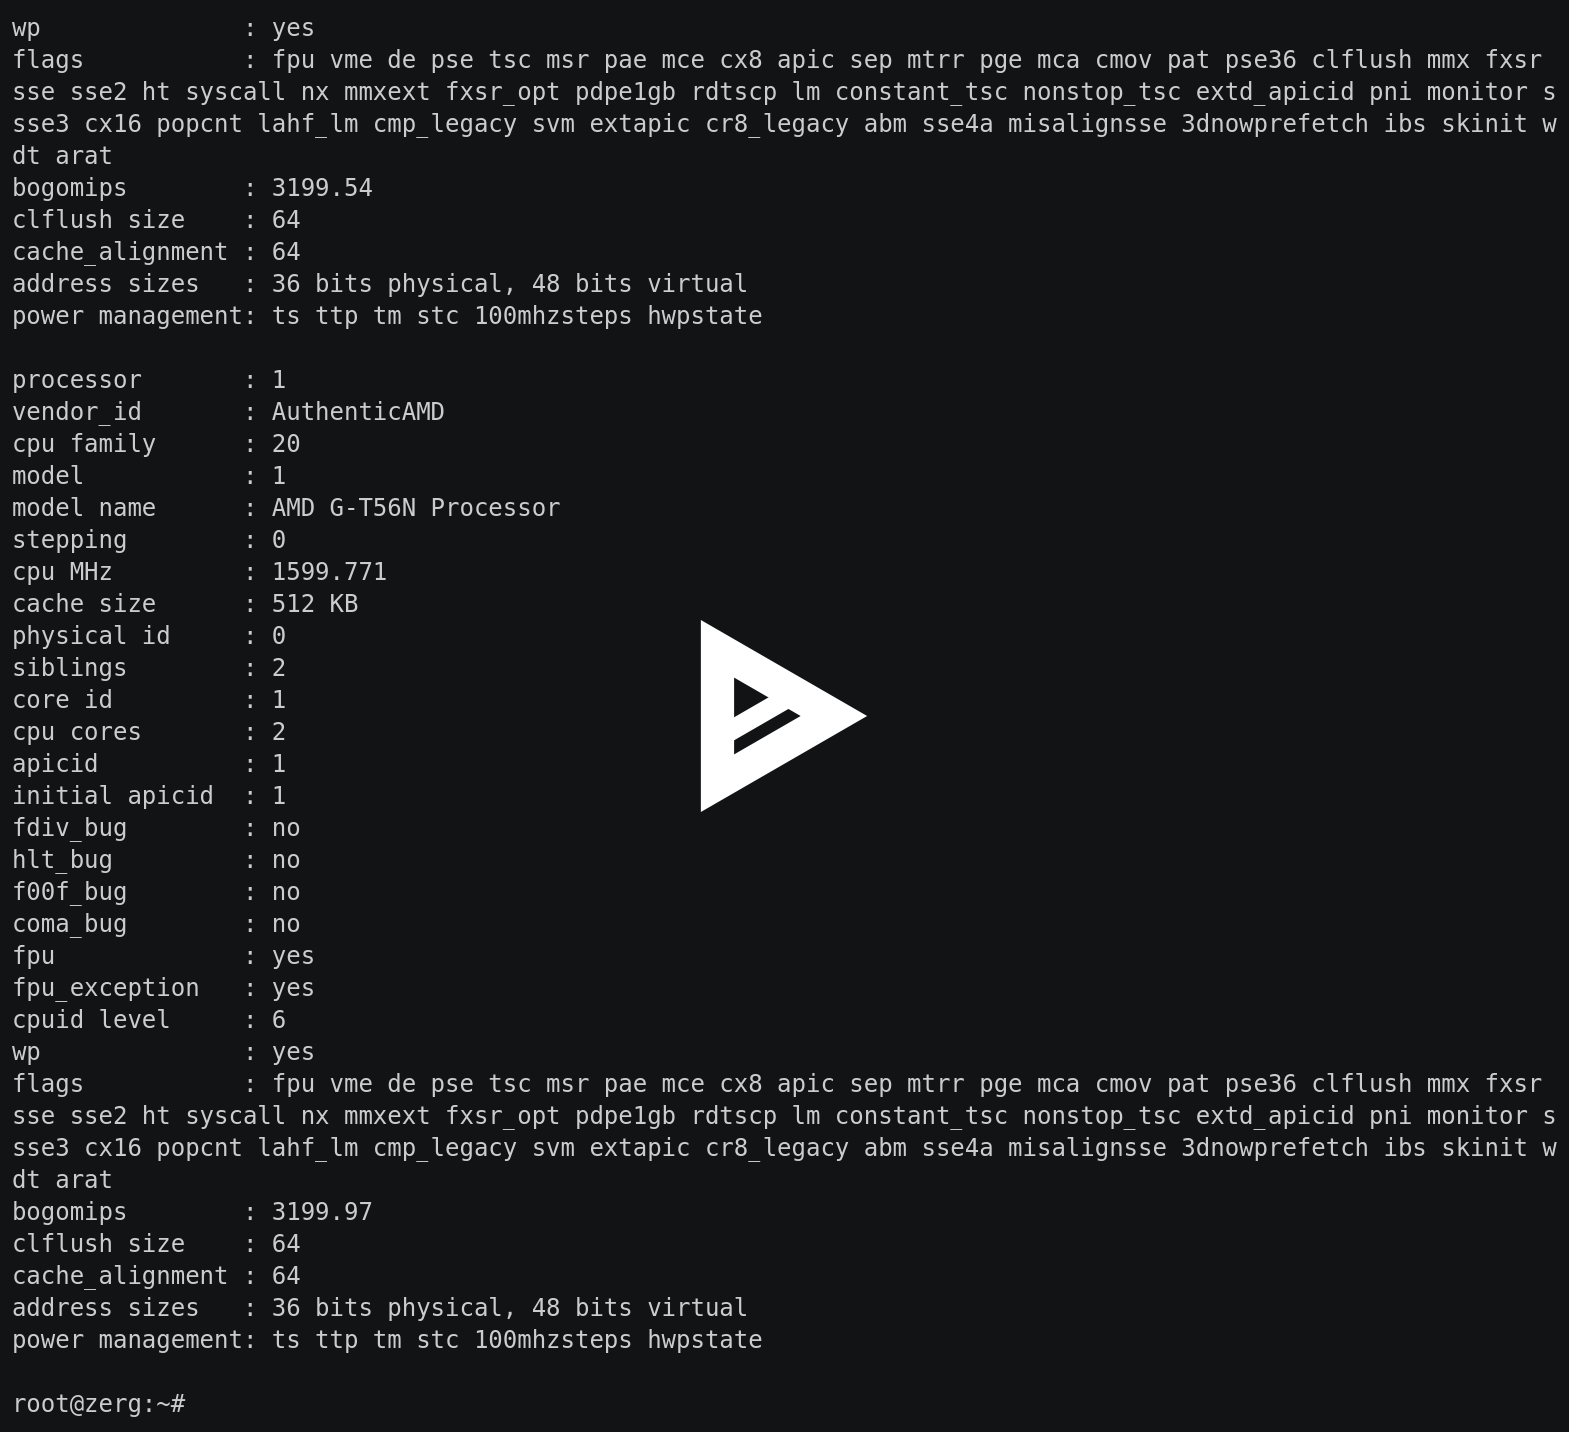 wp              : yes
flags           : fpu vme de pse tsc msr pae mce cx8 apic sep mtrr pge mca cmov pat pse36 clflush mmx fxsr
sse sse2 ht syscall nx mmxext fxsr_opt pdpe1gb rdtscp lm constant_tsc nonstop_tsc extd_apicid pni monitor s
sse3 cx16 popcnt lahf_lm cmp_legacy svm extapic cr8_legacy abm sse4a misalignsse 3dnowprefetch ibs skinit w
dt arat
bogomips        : 3199.54
clflush size    : 64
cache_alignment : 64
address sizes   : 36 bits physical, 48 bits virtual
power management: ts ttp tm stc 100mhzsteps hwpstate

processor       : 1
vendor_id       : AuthenticAMD
cpu family      : 20
model           : 1
model name      : AMD G-T56N Processor
stepping        : 0
cpu MHz         : 1599.771
cache size      : 512 KB
physical id     : 0
siblings        : 2
core id         : 1
cpu cores       : 2
apicid          : 1
initial apicid  : 1
fdiv_bug        : no
hlt_bug         : no
f00f_bug        : no
coma_bug        : no
fpu             : yes
fpu_exception   : yes
cpuid level     : 6
wp              : yes
flags           : fpu vme de pse tsc msr pae mce cx8 apic sep mtrr pge mca cmov pat pse36 clflush mmx fxsr
sse sse2 ht syscall nx mmxext fxsr_opt pdpe1gb rdtscp lm constant_tsc nonstop_tsc extd_apicid pni monitor s
sse3 cx16 popcnt lahf_lm cmp_legacy svm extapic cr8_legacy abm sse4a misalignsse 3dnowprefetch ibs skinit w
dt arat
bogomips        : 3199.97
clflush size    : 64
cache_alignment : 64
address sizes   : 36 bits physical, 48 bits virtual
power management: ts ttp tm stc 100mhzsteps hwpstate

root@zerg:~#